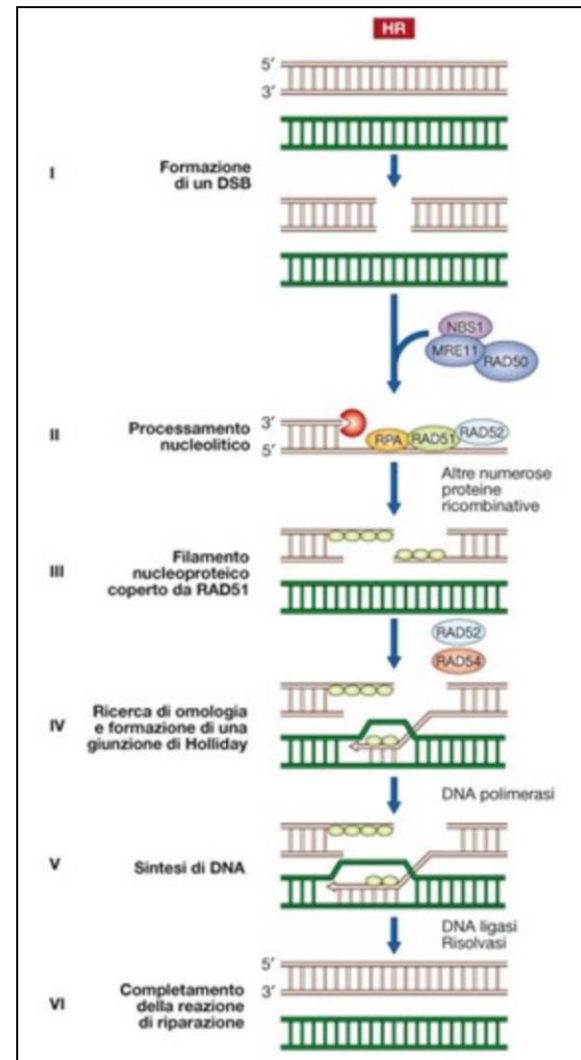 HR
5′
3′
I
Formazione
di un DSB
NBS1
MRE11
RAD50
II
Processamento
nucleolitico
3′
5′
RPA
RAD51
RAD52
Altre numerose
proteine
ricombinative
III
Filamento
nucleoproteico
coperto da RAD51
RAD52
RAD54
IV
Ricerca di omologia
e formazione di una
giunzione di Holliday
DNA polimerasi
V
Sintesi di DNA
DNA ligasi
Risolvasi
VI
Completamento
della reazione
di riparazione
5′
3′